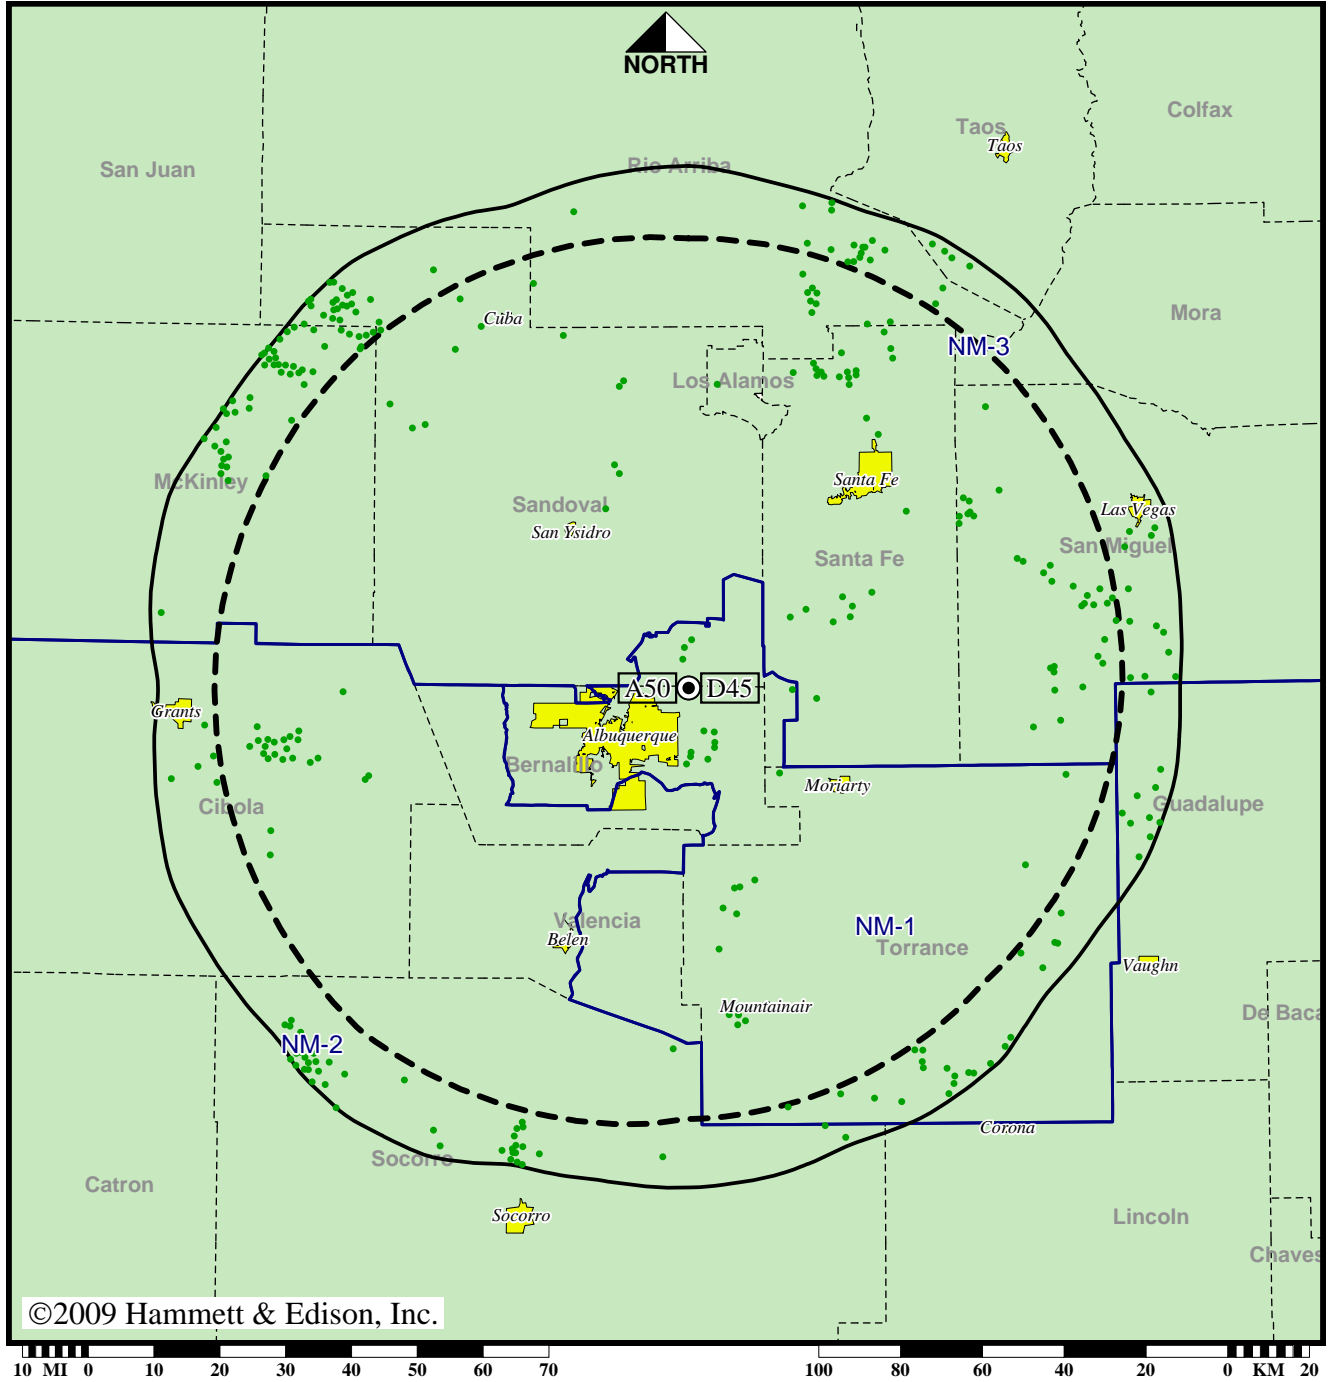 NORTH
Colfax
Taos
Taos
San Juan
Rio Arriba
Mora
Cuba
NM-3
Los Alamos
McKinley
Santa Fe
Sandoval
Las Vegas
San Ysidro
San Miguel
Santa Fe
A50 D45
Grants
Albuquerque
Bernalillo
Moriarty
Cibola
Guadalupe
Valencia
NM-1
Belen
Torrance
Vaughn
Mountainair
De Baca
NM-2
Corona
Socorro
Catron
Socorro
Lincoln
Chaves
©2009 Hammett & Edison, Inc.
10 MI 0 10 20 30 40 50 60 70 100 80 60 40 20 0 KM 20